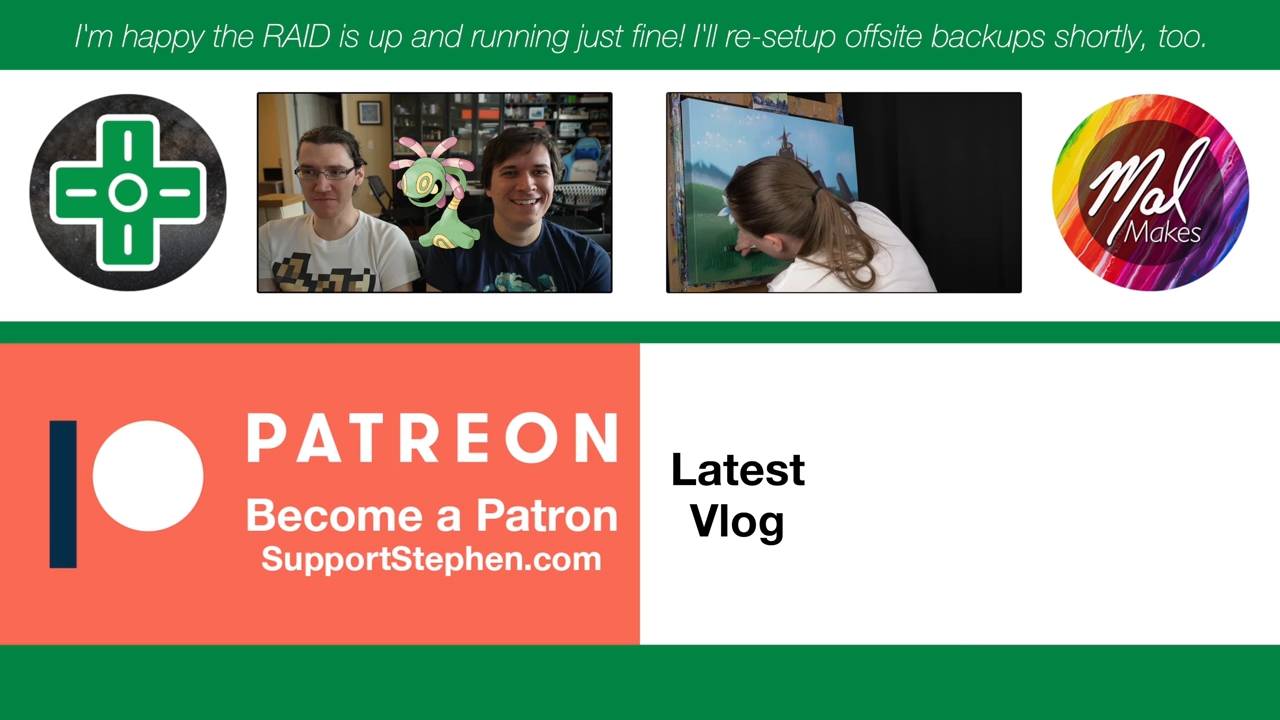 I'm happy the RAID is up and running just fine! I'll re-setup offsite backups shortly, too.
Mal
Makes
PATREON
Become a Patron
SupportStephen.com
Latest
Vlog